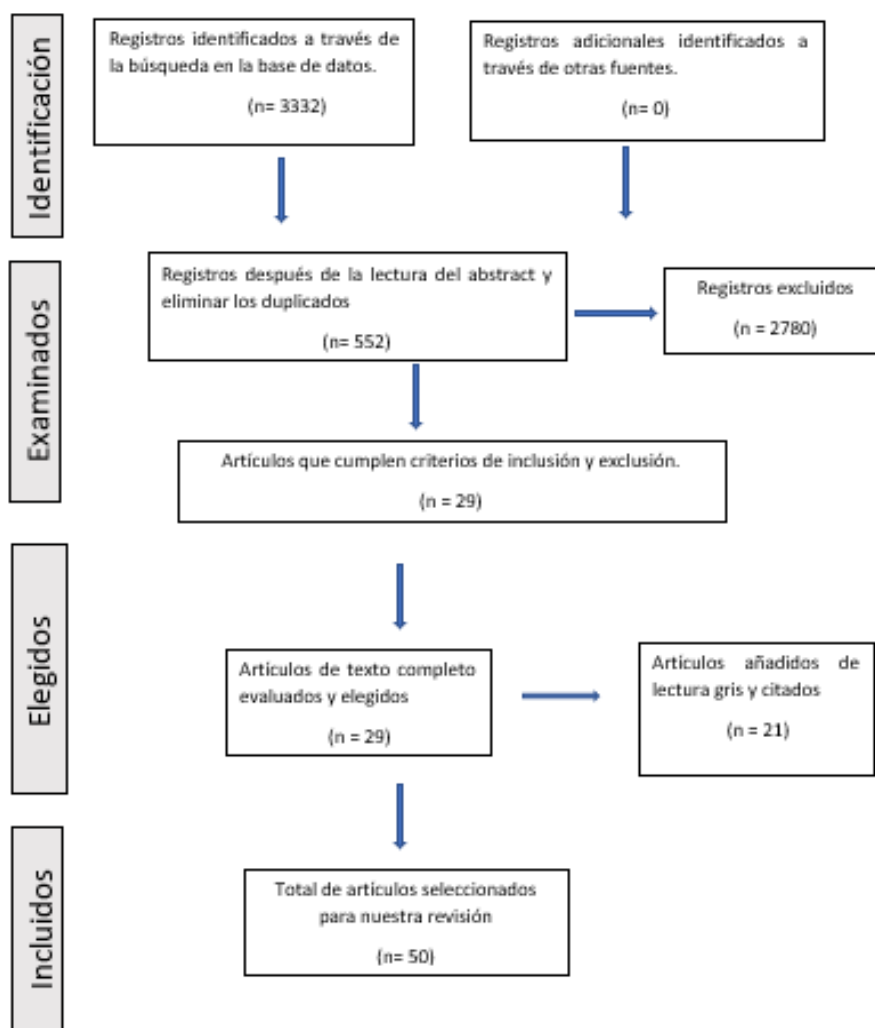 Identificación
Registros identificados a través de
la búsqueda en la base de datos.
(n= 3332)
Registros adicionales identificados a
través de otras fuentes.
(n= 0)
Examinados
Registros después de la lectura del abstract y
eliminar los duplicados
(n= 552)
Registros excluidos
(n = 2780)
Artículos que cumplen criterios de inclusión y exclusión.
(n = 29)
Elegidos
Artículos de texto completo
evaluados y elegidos
(n = 29)
Artículos añadidos de
lectura gris y citados
(n = 21)
Incluidos
Total de artículos seleccionados
para nuestra revisión
(n= 50)